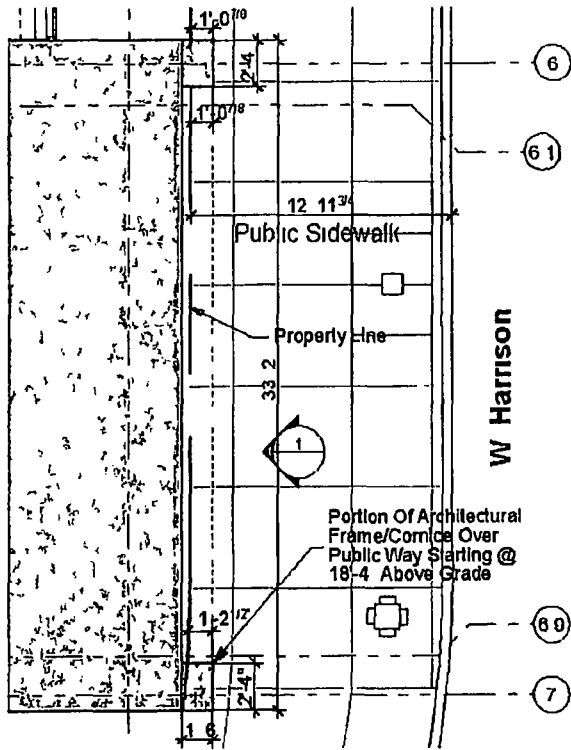 1'-0 7/8
6
2'-4
1'-0 7/8
6 1
12 11 3/4
Public Sidewalk
Property Line
33 2
W Harrison
1
Portion Of Architectural
Frame/Cornice Over
Public Way Starting @
18-4 Above Grade
1 -2 1/2"
6 9
2'-4"
7
1 6